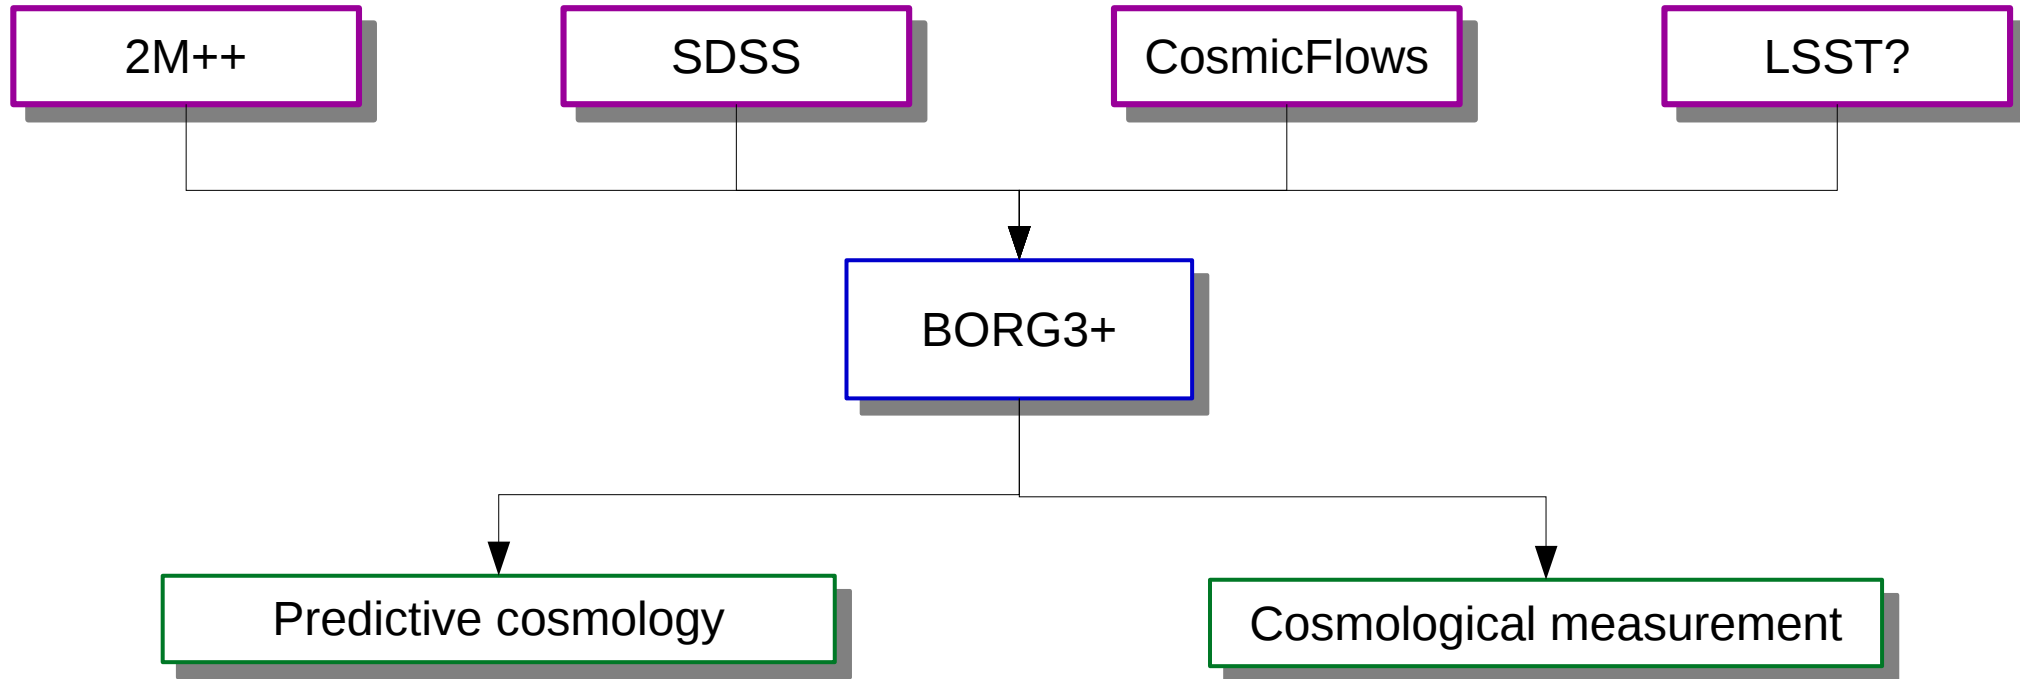 2M++
SDSS
CosmicFlows
LSST?
BORG3+
Predictive cosmology
Cosmological measurement